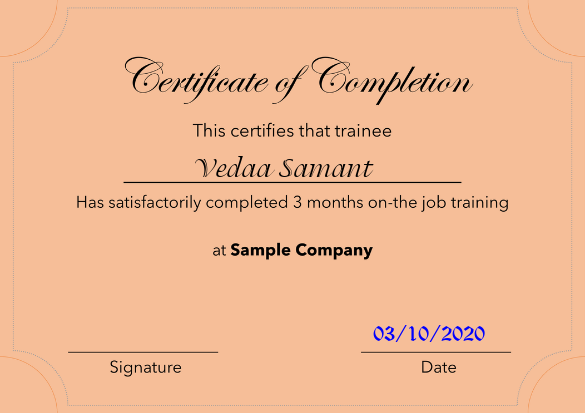 Certificate of Completion
This certifies that trainee
Vedaa Samant
Has satisfactorily completed 3 months on-the job training
at Sample Company
03/10/2020
Signature
Date